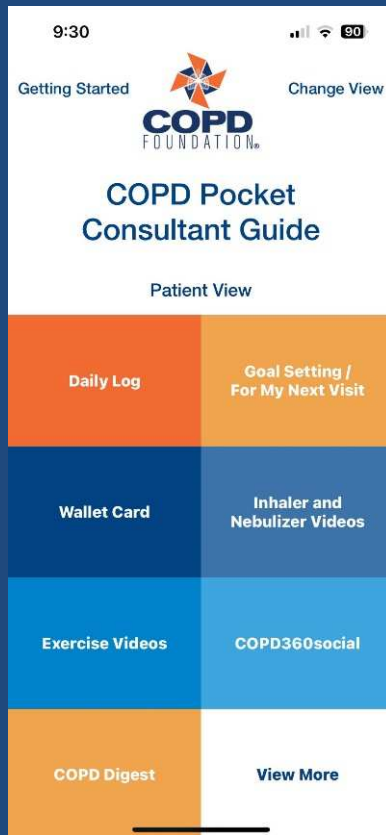 9:30
90
Getting Started
Change View
COPD
FOUNDATION®
COPD Pocket
Consultant Guide
Patient View
Daily Log
Goal Setting /
For My Next Visit
Wallet Card
Inhaler and
Nebulizer Videos
Exercise Videos
COPD360social
COPD Digest
View More